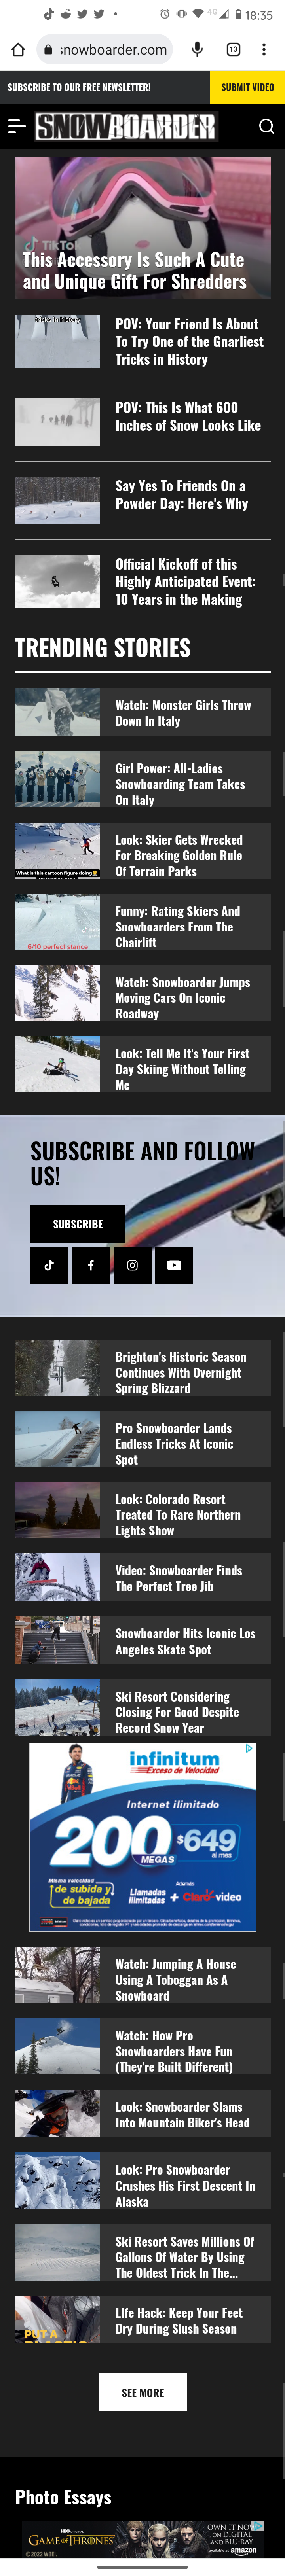 4G
18:35
snowboarder.com
13
SUBSCRIBE TO OUR FREE NEWSLETTER!
SUBMIT VIDEO
SNOWBOARDER
TikTok
This Accessory Is Such A Cute
and Unique Gift For Shredders
tricks in history
POV: Your Friend Is About
To Try One of the Gnarliest
Tricks in History
POV: This Is What 600
Inches of Snow Looks Like
Say Yes To Friends On a
Powder Day: Here's Why
Official Kickoff of this
Highly Anticipated Event:
10 Years in the Making
TRENDING STORIES
Watch: Monster Girls Throw
Down In Italy
Girl Power: All-Ladies
Snowboarding Team Takes
On Italy
Look: Skier Gets Wrecked
For Breaking Golden Rule
Of Terrain Parks
What is this cartoon figure doing
Funny: Rating Skiers And
Snowboarders From The
Chairlift
6/10 perfect stance
Watch: Snowboarder Jumps
Moving Cars On Iconic
Roadway
Look: Tell Me It's Your First
Day Skiing Without Telling
Me
SUBSCRIBE AND FOLLOW
US!
SUBSCRIBE
Brighton's Historic Season
Continues With Overnight
Spring Blizzard
Pro Snowboarder Lands
Endless Tricks At Iconic
Spot
Look: Colorado Resort
Treated To Rare Northern
Lights Show
Video: Snowboarder Finds
The Perfect Tree Jib
Snowboarder Hits Iconic Los
Angeles Skate Spot
Ski Resort Considering
Closing For Good Despite
Record Snow Year
infinitum
Exceso de Velocidad
Internet ilimitado
200
MEGAS
$649
al mes
Misma velocidad
de subida y
de bajada
Además
Llamadas
ilimitadas
+ Claro-video
Watch: Jumping A House
Using A Toboggan As A
Snowboard
Watch: How Pro
Snowboarders Have Fun
(They're Built Different)
Look: Snowboarder Slams
Into Mountain Biker's Head
Look: Pro Snowboarder
Crushes His First Descent In
Alaska
Ski Resort Saves Millions Of
Gallons Of Water By Using
The Oldest Trick In The...
LIfe Hack: Keep Your Feet
Dry During Slush Season
PUT A
SEE MORE
Photo Essays
HBO
GAME OF THRONES
©2022 WBEI.
OWN IT NOW
ON DIGITAL
AND BLU-RAY
available at amazon